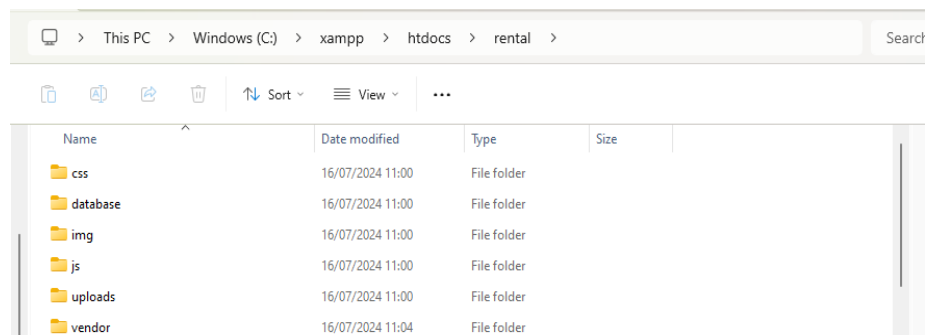 This PC > Windows (C:) > xampp > htdocs > rental > Search
Sort View ...
Name Date modified Type Size
css 16/07/2024 11:00 File folder
database 16/07/2024 11:00 File folder
img 16/07/2024 11:00 File folder
js 16/07/2024 11:00 File folder
uploads 16/07/2024 11:00 File folder
vendor 16/07/2024 11:04 File folder